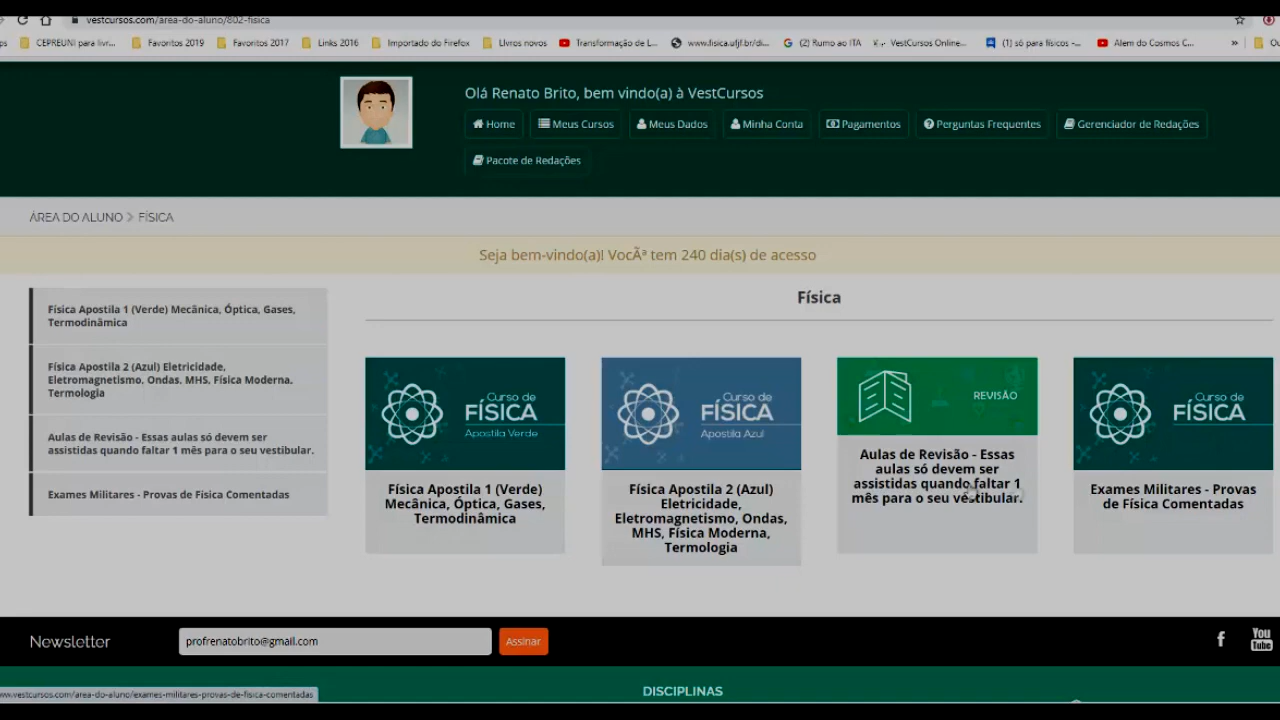 vestcursos.com/area-do-aluno/802-fisica
CEPREUNI para livr...
Favoritos 2019
Favoritos 2017
Links 2016
Importado do Firefox
Livros novos
Transformação de L...
www.fisica.ufjf.br/di...
(2) Rumo ao ITA
VestCursos Online...
(1) só para físicos -...
Alem do Cosmos C...
»
Olá Renato Brito, bem vindo(a) à VestCursos
Home
Meus Cursos
Meus Dados
Minha Conta
Pagamentos
Perguntas Frequentes
Gerenciador de Redações
Pacote de Redações
ÁREA DO ALUNO > FÍSICA
Seja bem-vindo(a)! VocÃª tem 240 dia(s) de acesso
Física Apostila 1 (Verde) Mecânica, Óptica, Gases,
Termodinâmica
Física Apostila 2 (Azul) Eletricidade,
Eletromagnetismo, Ondas, MHS, Física Moderna,
Termologia
Aulas de Revisão - Essas aulas só devem ser
assistidas quando faltar 1 mês para o seu vestibular.
Exames Militares - Provas de Física Comentadas
Física
Curso de
FÍSICA
Apostila Verde
Física Apostila 1 (Verde)
Mecânica, Óptica, Gases,
Termodinâmica
Curso de
FÍSICA
Apostila Azul
Física Apostila 2 (Azul)
Eletricidade,
Eletromagnetismo, Ondas,
MHS, Física Moderna,
Termologia
REVISÃO
Aulas de Revisão - Essas
aulas só devem ser
assistidas quando faltar 1
mês para o seu vestibular.
Curso de
FÍSICA
Exames Militares - Provas
de Física Comentadas
Newsletter
profrenatobrito@gmail.com
Assinar
f
You
Tube
www.vestcursos.com/area-do-aluno/exames-militares-provas-de-fisica-comentadas
DISCIPLINAS